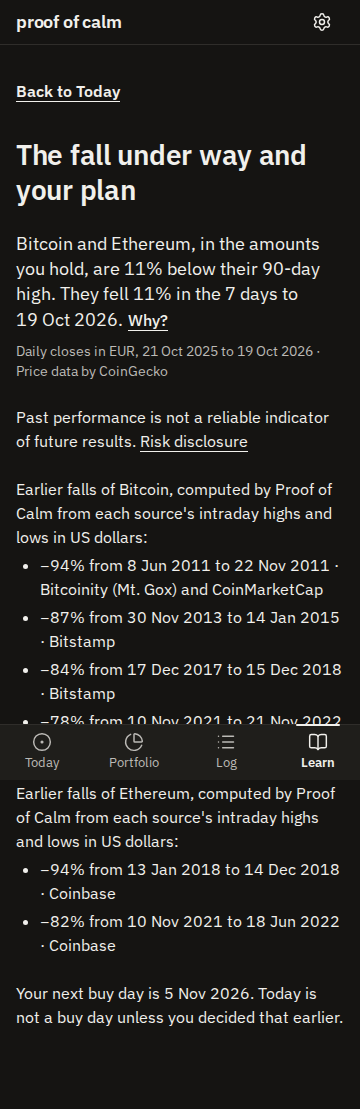 proof of calm
Back to Today
The fall under way and
your plan
Bitcoin and Ethereum, in the amounts
you hold, are 11% below their 90-day
high. They fell 11% in the 7 days to
19 Oct 2026. Why?
Daily closes in EUR, 21 Oct 2025 to 19 Oct 2026 ·
Price data by CoinGecko
Past performance is not a reliable indicator
of future results. Risk disclosure
Earlier falls of Bitcoin, computed by Proof of
Calm from each source's intraday highs and
lows in US dollars:
• −94% from 8 Jun 2011 to 22 Nov 2011 ·
Bitcoinity (Mt. Gox) and CoinMarketCap
• −87% from 30 Nov 2013 to 14 Jan 2015
· Bitstamp
• −84% from 17 Dec 2017 to 15 Dec 2018
· Bitstamp
• −78% from 10 Nov 2021 to 21 Nov 2022
Today Portfolio Log Learn
Earlier falls of Ethereum, computed by Proof
of Calm from each source's intraday highs
and lows in US dollars:
• −94% from 13 Jan 2018 to 14 Dec 2018
· Coinbase
• −82% from 10 Nov 2021 to 18 Jun 2022
· Coinbase
Your next buy day is 5 Nov 2026. Today is
not a buy day unless you decided that earlier.